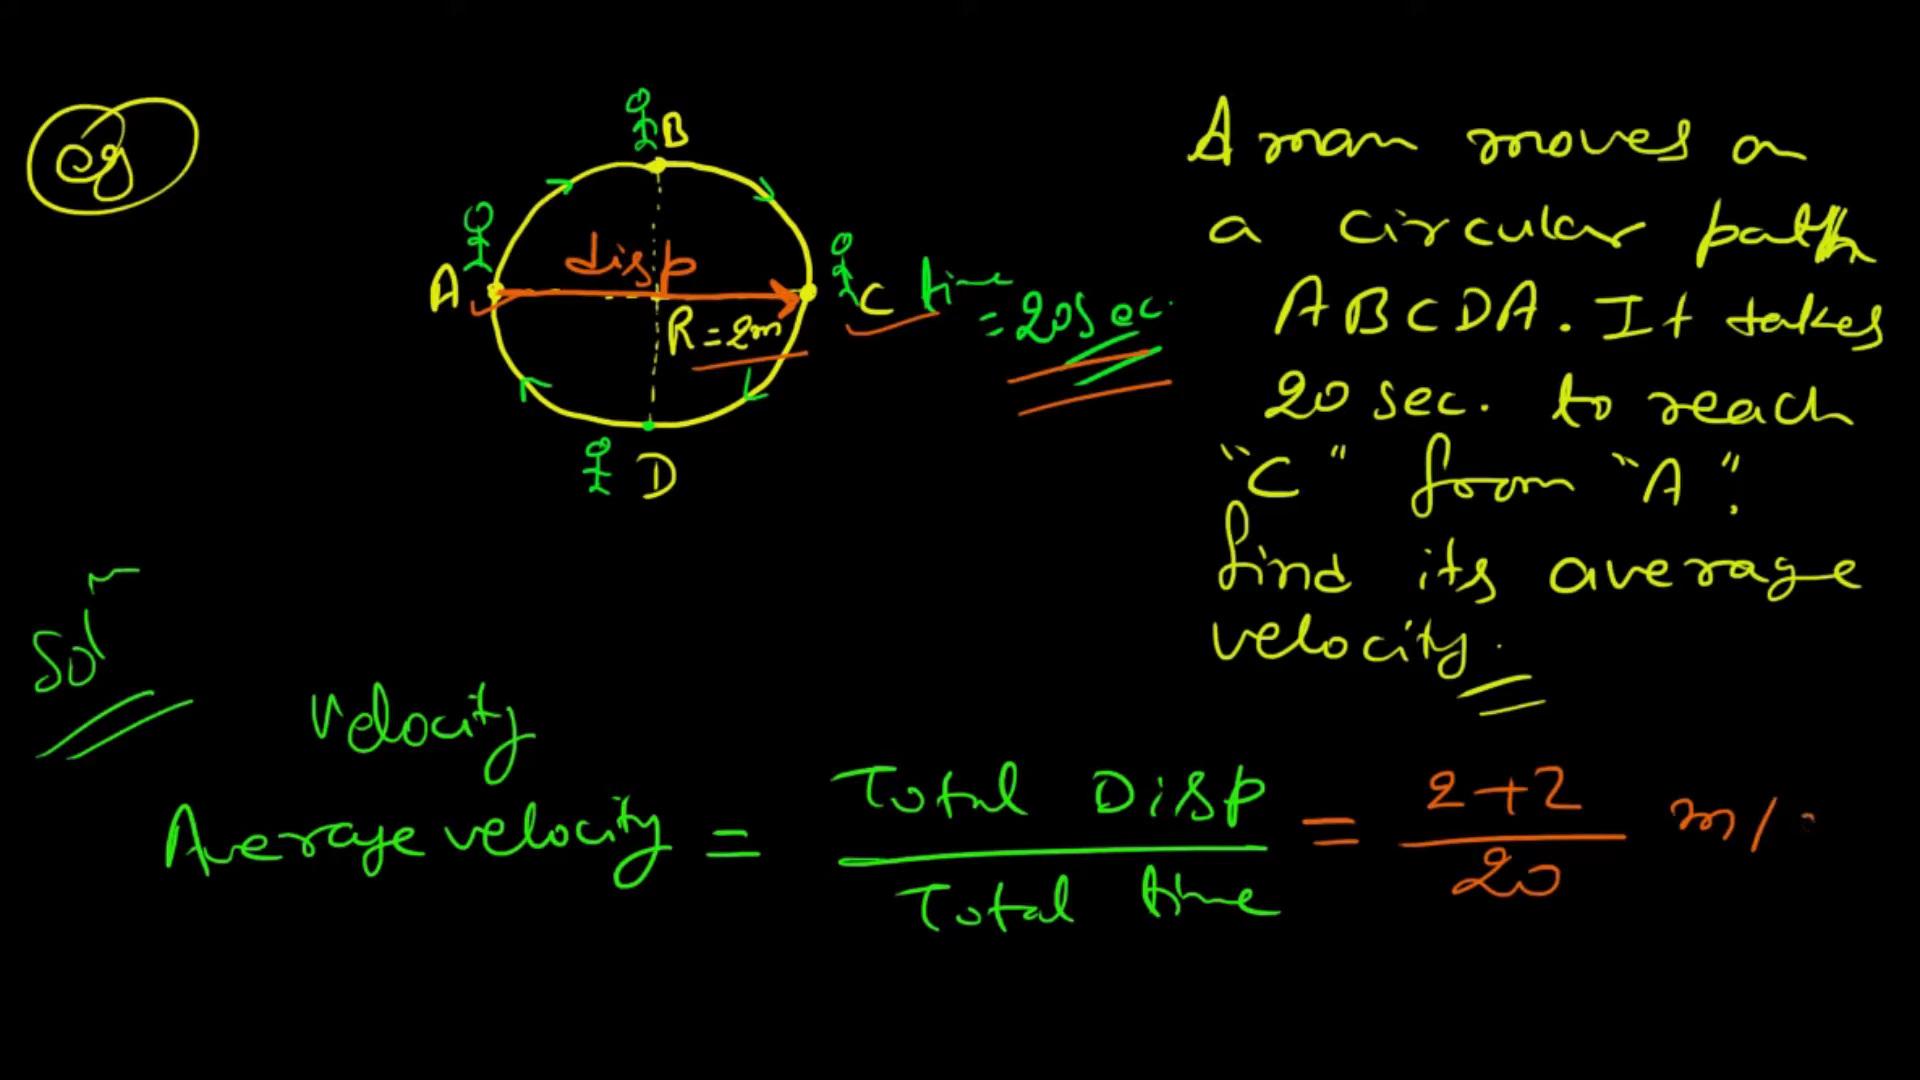 eg
B
A
disp
C
time
= 20 sec.
R = 2m
D
A man moves on
a circular path
ABCDA. It takes
20 sec. to reach
"C" from "A".
find its average
velocity.
Sol
Velocity
Average velocity = Total Disp / Total time = 2+2 / 20 m/